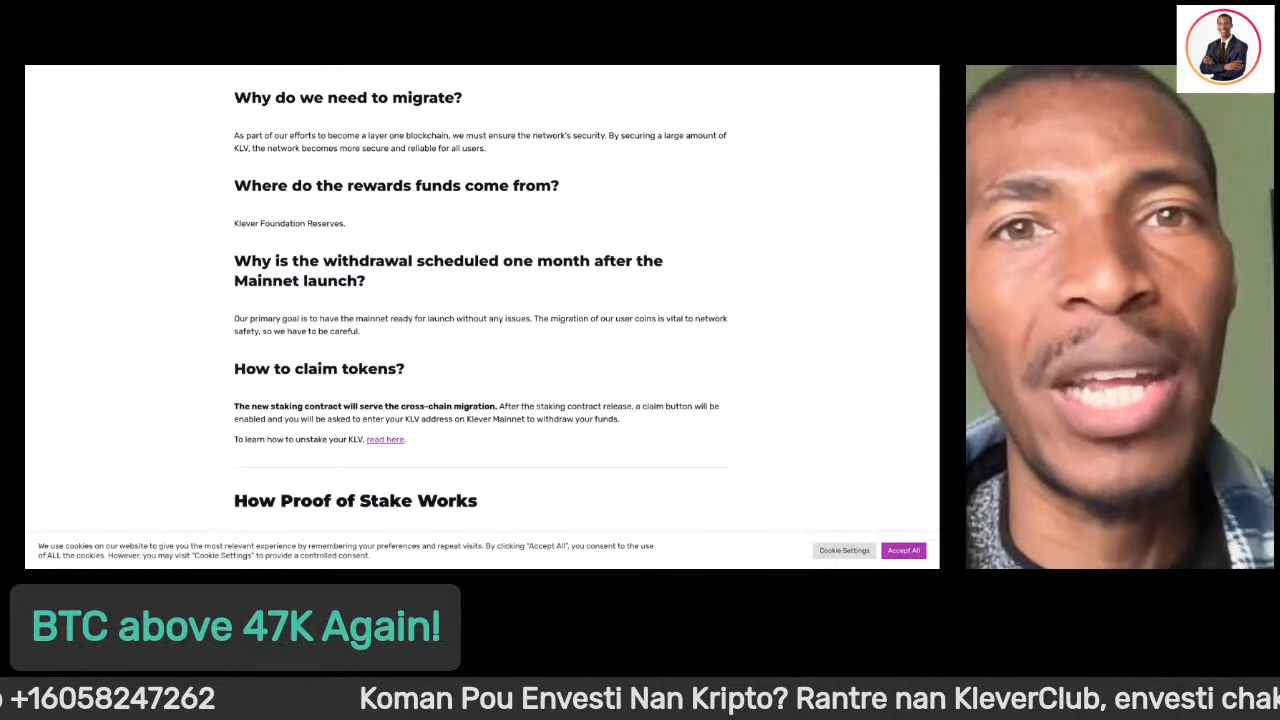 Why do we need to migrate?
As part of our efforts to become a layer one blockchain, we must ensure the network's security. By securing a large amount of
KLV, the network becomes more secure and reliable for all users.
Where do the rewards funds come from?
Klever Foundation Reserves.
Why is the withdrawal scheduled one month after the
Mainnet launch?
Our primary goal is to have the mainnet ready for launch without any issues. The migration of our user coins is vital to network
safety, so we have to be careful.
How to claim tokens?
The new staking contract will serve the cross-chain migration. After the staking contract release, a claim button will be
enabled and you will be asked to enter your KLV address on Klever Mainnet to withdraw your funds.
To learn how to unstake your KLV, read here.
How Proof of Stake Works
We use cookies on our website to give you the most relevant experience by remembering your preferences and repeat visits. By clicking "Accept All", you consent to the use
of ALL the cookies. However, you may visit "Cookie Settings" to provide a controlled consent.
Cookie Settings
Accept All
BTC above 47K Again!
+16058247262 Koman Pou Envesti Nan Kripto? Rantre nan KleverClub, envesti